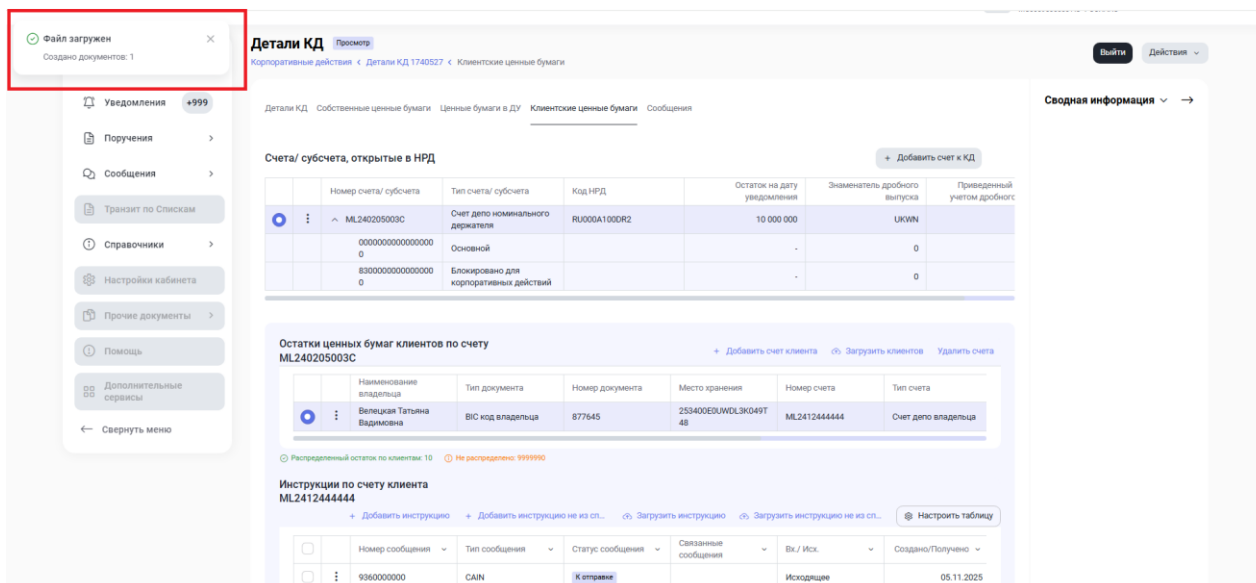 Файл загружен
Создано документов: 1
Детали КД Просмотр
Корпоративные действия < Детали КД 1740527 < Клиентские ценные бумаги
Выйти Действия
Уведомления +999
Поручения
Сообщения
Транзит по Спискам
Справочники
Настройки кабинета
Прочие документы
Помощь
Дополнительные
сервисы
Свернуть меню
Детали КД Собственные ценные бумаги Ценные бумаги в ДУ Клиентские ценные бумаги Сообщения
Сводная информация
Счета/ субсчета, открытые в НРД
+ Добавить счет к КД
Номер счета/ субсчета Тип счета/ субсчета Код НРД Остаток на дату Знаменатель дробного Приведенный
уведомления выпуска учетом дробного
ML240205003C Счет депо номинального RU000A100DR2 10 000 000 UKWN
держателя
0000000000000000 Основной - 0
0
8300000000000000 Блокировано для - 0
0 корпоративных действий
Остатки ценных бумаг клиентов по счету
ML240205003C
+ Добавить счет клиента Загрузить клиентов Удалить счета
Наименование Тип документа Номер документа Место хранения Номер счета Тип счета
владельца
Велецкая Татьяна BIC код владельца 877645 253400E0UWDL3K049T ML2412444444 Счет депо владельца
Вадимовна 48
Распределенный остаток по клиентам: 10 Не распределено: 9999990
Инструкции по счету клиента
ML2412444444
+ Добавить инструкцию + Добавить инструкцию не из сп... Загрузить инструкцию Загрузить инструкцию не из сп... Настроить таблицу
Номер сообщения Тип сообщения Статус сообщения Связанные Вх./ Исх. Создано/Получено
сообщения
9360000000 CAIN К отправке Исходящее 05.11.2025